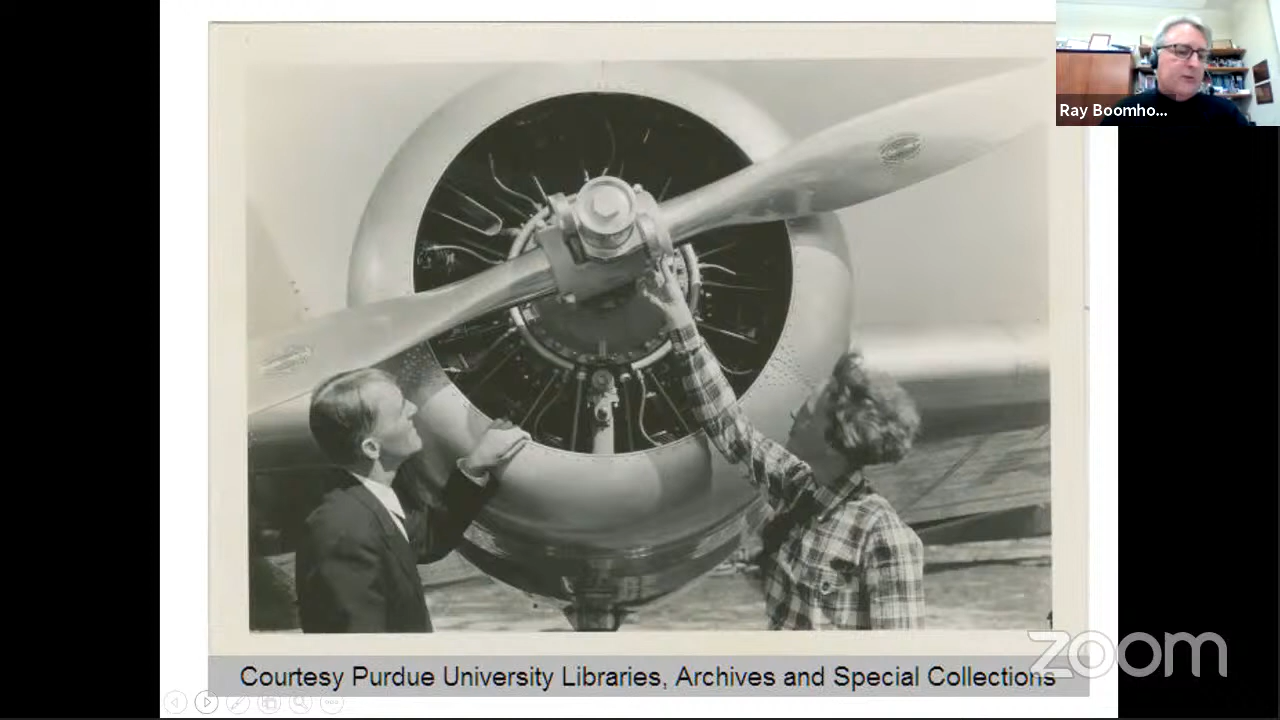 Ray Boomho...
Courtesy Purdue University Libraries, Archives and Special Collections
zoom